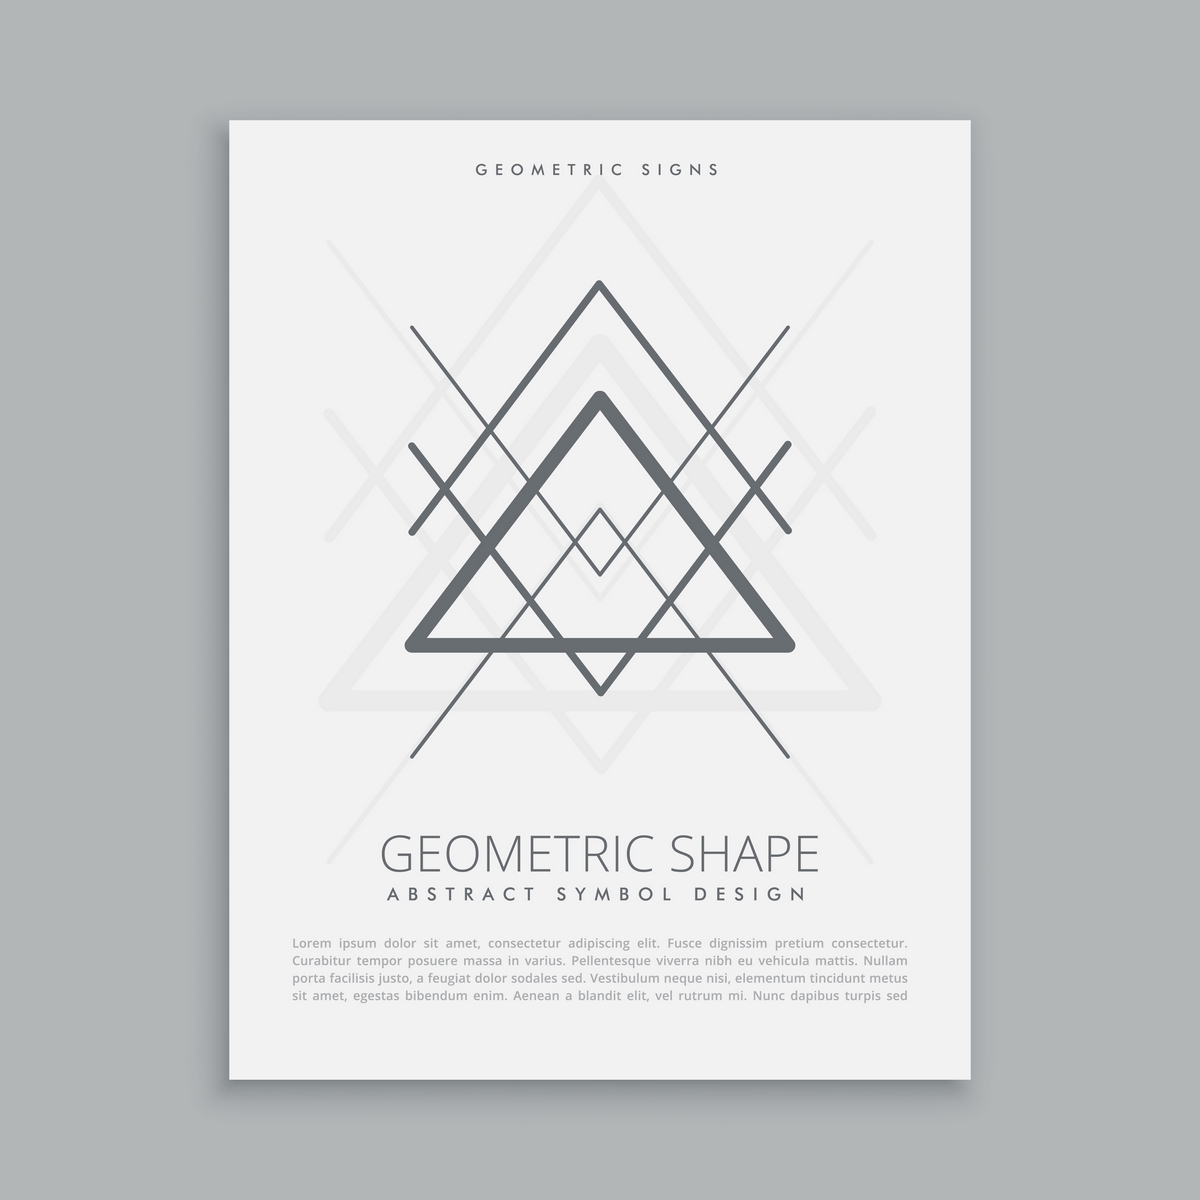 GEOMETRIC SIGNS
GEOMETRIC SHAPE
ABSTRACT SYMBOL DESIGN
Lorem ipsum dolor sit amet, consectetur adipiscing elit. Fusce dignissim pretium consectetur.
Curabitur tempor posuere massa in varius. Pellentesque viverra nibh eu vehicula mattis. Nullam
porta facilisis justo, a feugiat dolor sodales sed. Vestibulum neque nisi, elementum tincidunt metus
sit amet, egestas bibendum enim. Aenean a blandit elit, vel rutrum mi. Nunc dapibus turpis sed